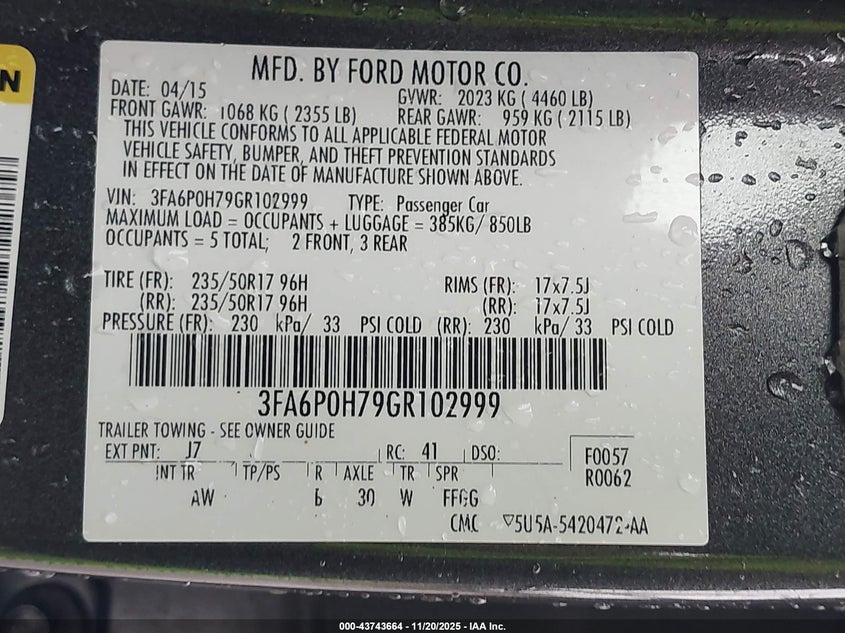 N
MFD. BY FORD MOTOR CO.
DATE: 04/15 GVWR: 2023 KG ( 4460 LB)
FRONT GAWR: 1068 KG ( 2355 LB) REAR GAWR: 959 KG ( 2115 LB)
THIS VEHICLE CONFORMS TO ALL APPLICABLE FEDERAL MOTOR
VEHICLE SAFETY, BUMPER, AND THEFT PREVENTION STANDARDS
IN EFFECT ON THE DATE OF MANUFACTURE SHOWN ABOVE.
VIN: 3FA6P0H79GR102999 TYPE: Passenger Car
MAXIMUM LOAD = OCCUPANTS + LUGGAGE = 385KG/ 850LB
OCCUPANTS = 5 TOTAL; 2 FRONT, 3 REAR
TIRE (FR): 235/50R17 96H RIMS (FR): 17x7.5J
(RR): 235/50R17 96H (RR): 17x7.5J
PRESSURE (FR): 230 kPa/ 33 PSI COLD (RR): 230 kPa/ 33 PSI COLD
3FA6P0H79GR102999
TRAILER TOWING - SEE OWNER GUIDE
EXT PNT: J7 RC: 41 DSO: F0057
INT TR TP/PS R AXLE TR SPR R0062
AW 6 30 W FFGG
CMC ▽5U5A-5420472-AA
000-43743664 - 11/20/2025 - IAA Inc.